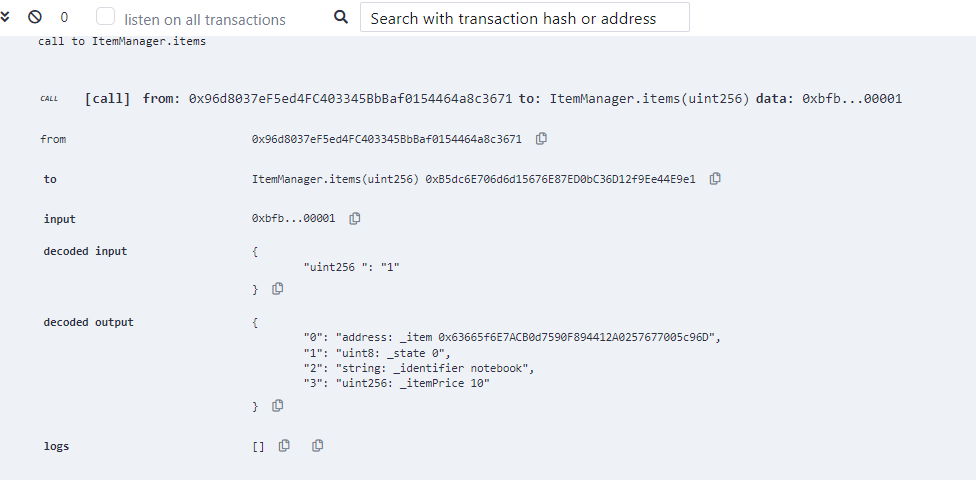 0 listen on all transactions Search with transaction hash or address
call to ItemManager.items
CALL [call] from: 0x96d8037eF5ed4FC403345BbBaf0154464a8c3671 to: ItemManager.items(uint256) data: 0xbfb...00001
from 0x96d8037eF5ed4FC403345BbBaf0154464a8c3671
to ItemManager.items(uint256) 0xB5dc6E706d6d15676E87ED0bC36D12f9Ee44E9e1
input 0xbfb...00001
decoded input {
"uint256 ": "1"
}
decoded output {
"0": "address: _item 0x63665f6E7ACB0d7590F894412A0257677005c96D",
"1": "uint8: _state 0",
"2": "string: _identifier notebook",
"3": "uint256: _itemPrice 10"
}
logs []